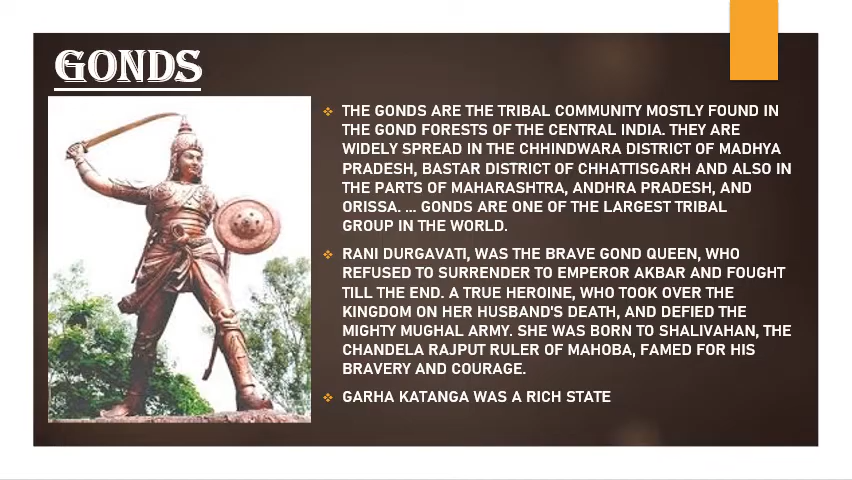 GONDS
THE GONDS ARE THE TRIBAL COMMUNITY MOSTLY FOUND IN
THE GOND FORESTS OF THE CENTRAL INDIA. THEY ARE
WIDELY SPREAD IN THE CHHINDWARA DISTRICT OF MADHYA
PRADESH, BASTAR DISTRICT OF CHHATTISGARH AND ALSO IN
THE PARTS OF MAHARASHTRA, ANDHRA PRADESH, AND
ORISSA. ... GONDS ARE ONE OF THE LARGEST TRIBAL
GROUP IN THE WORLD.
RANI DURGAVATI, WAS THE BRAVE GOND QUEEN, WHO
REFUSED TO SURRENDER TO EMPEROR AKBAR AND FOUGHT
TILL THE END. A TRUE HEROINE, WHO TOOK OVER THE
KINGDOM ON HER HUSBAND'S DEATH, AND DEFIED THE
MIGHTY MUGHAL ARMY. SHE WAS BORN TO SHALIVAHAN, THE
CHANDELA RAJPUT RULER OF MAHOBA, FAMED FOR HIS
BRAVERY AND COURAGE.
GARHA KATANGA WAS A RICH STATE